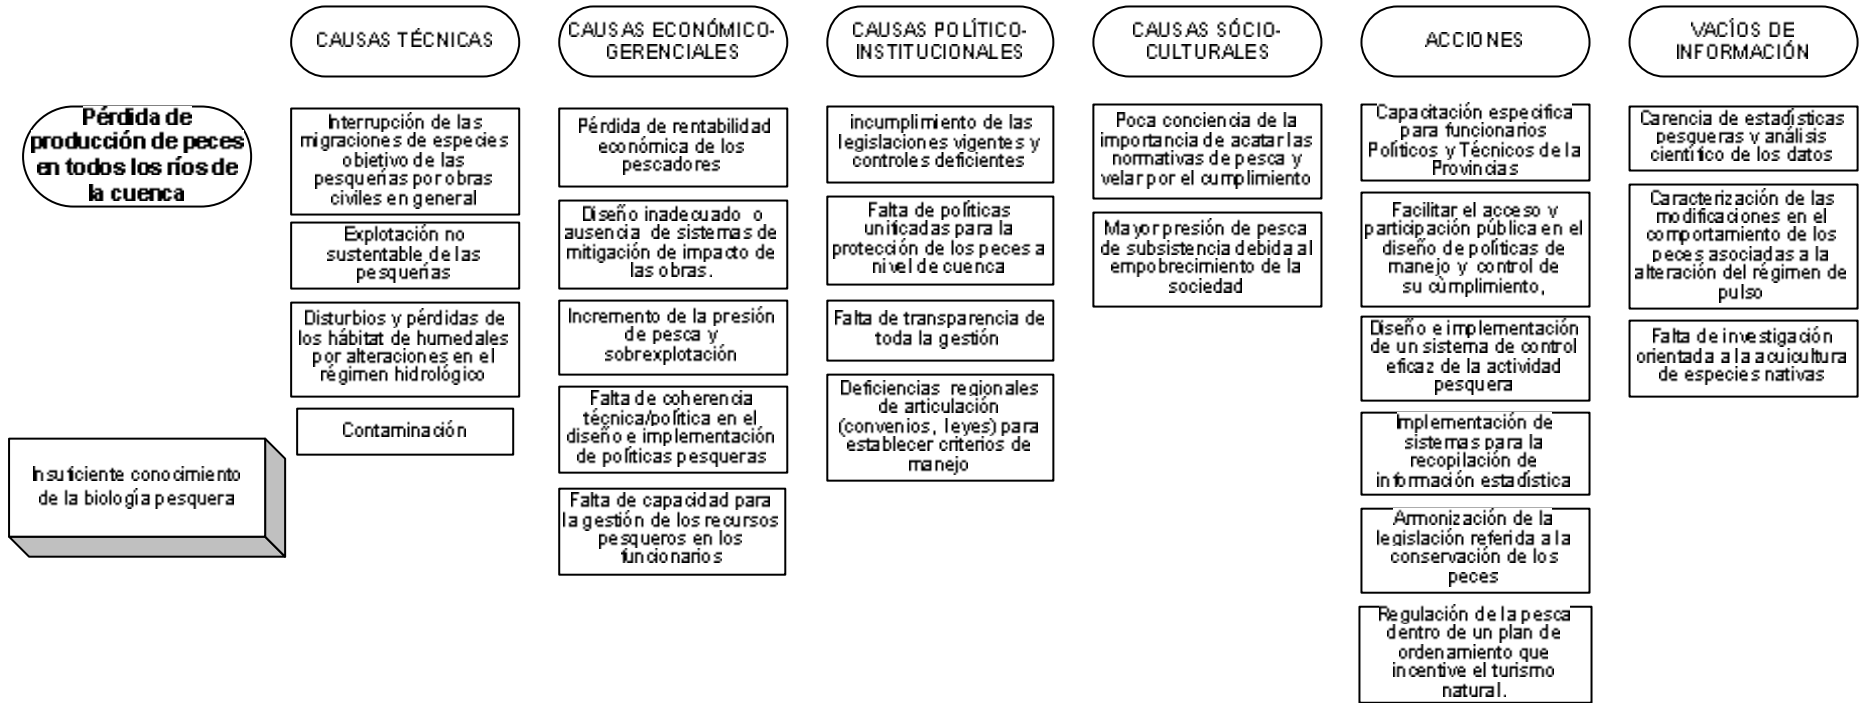 CAUSAS TÉCNICAS
CAUSAS ECONÓMICO-
GERENCIALES
CAUSAS POLÍTICO-
INSTITUCIONALES
CAUSAS SÓCIO-
CULTURALES
ACCIONES
VACÍOS DE
INFORMACIÓN
Pérdida de
producción de peces
en todos los ríos de
la cuenca
Insuficiente conocimiento
de la biología pesquera
Interrupción de las
migraciones de especies
objetivo de las
pesquerías por obras
civiles en general
Explotación no
sustentable de las
pesquerías
Disturbios y pérdidas de
los hábitat de humedales
por alteraciones en el
régimen hidrológico
Contaminación
Pérdida de rentabilidad
económica de los
pescadores
Diseño inadecuado o
ausencia de sistemas de
mitigación de impacto de
las obras.
Incremento de la presión
de pesca y
sobrexplotación
Falta de coherencia
técnica/política en el
diseño e implementación
de políticas pesqueras
Falta de capacidad para
la gestión de los recursos
pesqueros en los
funcionarios
incumplimiento de las
legislaciones vigentes y
controles deficientes
Falta de políticas
unificadas para la
protección de los peces a
nivel de cuenca
Falta de transparencia de
toda la gestión
Deficiencias regionales
de articulación
(convenios, leyes) para
establecer criterios de
manejo
Poca conciencia de la
importancia de acatar las
normativas de pesca y
velar por el cumplimiento
Mayor presión de pesca
de subsistencia debida al
empobrecimiento de la
sociedad
Capacitación especifica
para funcionarios
Políticos y Técnicos de la
Provincias
Facilitar el acceso y
participación pública en el
diseño de políticas de
manejo y control de
su cumplimiento,
Diseño e implementación
de un sistema de control
eficaz de la actividad
pesquera
Implementación de
sistemas para la
recopilación de
información estadística
Armonización de la
legislación referida a la
conservación de los
peces
Regulación de la pesca
dentro de un plan de
ordenamiento que
incentive el turismo
natural.
Carencia de estadísticas
pesqueras y análisis
científico de los datos
Caracterización de las
modificaciones en el
comportamiento de los
peces asociadas a la
alteración del régimen de
pulso
Falta de investigación
orientada a la acuicultura
de especies nativas